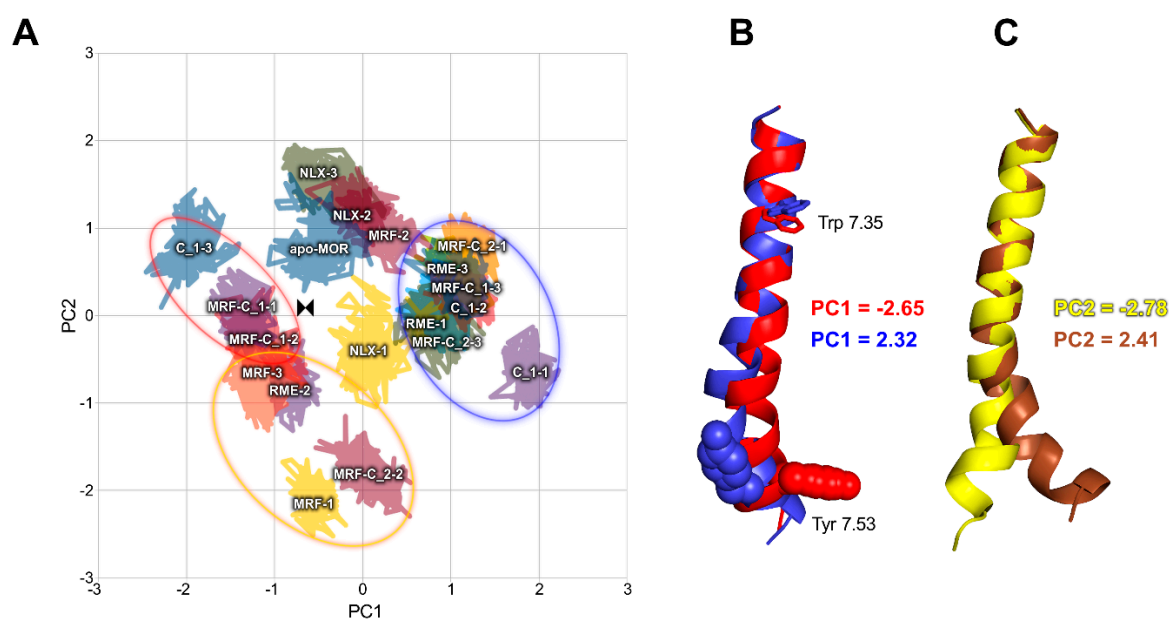 A
B
C
3
2
1
0
-1
-2
-3
PC2
-3
-2
-1
0
1
2
3
PC1
NLX-3
NLX-2
MRF-2
apo-MOR
C_1-3
MRF-C_2-1
RME-3
MRF-C_1-3
C_1-2
RME-1
MRF-C_2-3
MRF-C_1-1
MRF-C_1-2
NLX-1
MRF-3
RME-2
C_1-1
MRF-C_2-2
MRF-1
Trp 7.35
PC1 = -2.65
PC1 = 2.32
Tyr 7.53
PC2 = -2.78
PC2 = 2.41